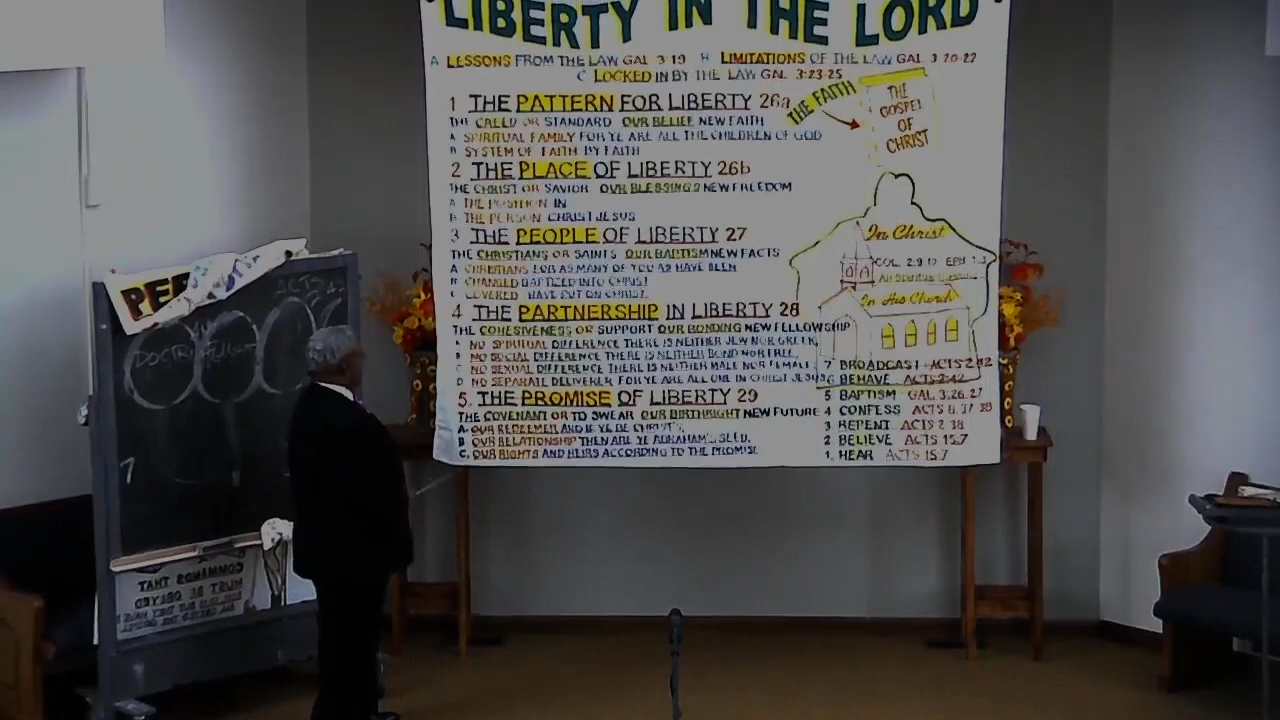 LIBERTY IN THE LORD
A LESSONS FROM THE LAW GAL 3 19 B LIMITATIONS OF THE LAW GAL 3 20-22
C LOCKED IN BY THE LAW GAL 3:23-25
1 THE PATTERN FOR LIBERTY 26a
THE CREED OR STANDARD OUR BELIEF NEW FAITH
A SPIRITUAL FAMILY FOR YE ARE ALL THE CHILDREN OF GOD
B SYSTEM OF FAITH BY FAITH
2 THE PLACE OF LIBERTY 26b
THE CHRIST OR SAVIOR OUR BLESSINGS NEW FREEDOM
A THE POSITION IN
B THE PERSON CHRIST JESUS
3 THE PEOPLE OF LIBERTY 27
THE CHRISTIANS OR SAINTS OUR BAPTISM NEW FACTS
A CHRISTIANS FOR AS MANY OF YOU AS HAVE BEEN
B CHANGED BAPTIZED INTO CHRIST
C COVERED HAVE PUT ON CHRIST
4 THE PARTNERSHIP IN LIBERTY 28
THE COHESIVENESS OR SUPPORT OUR BONDING NEW FELLOWSHIP
A NO SPIRITUAL DIFFERENCE THERE IS NEITHER JEW NOR GREEK,
B NO SOCIAL DIFFERENCE THERE IS NEITHER BOND NOR FREE,
C NO SEXUAL DIFFERENCE THERE IS NEITHER MALE NOR FEMALE
D NO SEPARATE DELIVERER FOR YE ARE ALL ONE IN CHRIST JESUS
5. THE PROMISE OF LIBERTY 29
THE COVENANT OR TO SWEAR OUR BIRTHRIGHT NEW FUTURE
A. OUR REDEEMER AND IF YE BE CHRIST'S,
B OUR RELATIONSHIP THEN ARE YE ABRAHAM'S SEED,
C. OUR RIGHTS AND HEIRS ACCORDING TO THE PROMISE
THE FAITH
THE
GOSPEL
OF
CHRIST
In Christ
COL. 2.9.10 EPH 1.3
All Spiritual
In His Church
7 BROADCAST ACTS 2 42
6 BEHAVE ACTS 2:42
5 BAPTISM GAL. 3.26.27
4 CONFESS ACTS 8. 37 38
3 REPENT ACTS 2 38
2 BELIEVE ACTS 15.7
1. HEAR ACTS 15.7
ACTS
7
COMMANDS THAT
MUST BE OBEYED